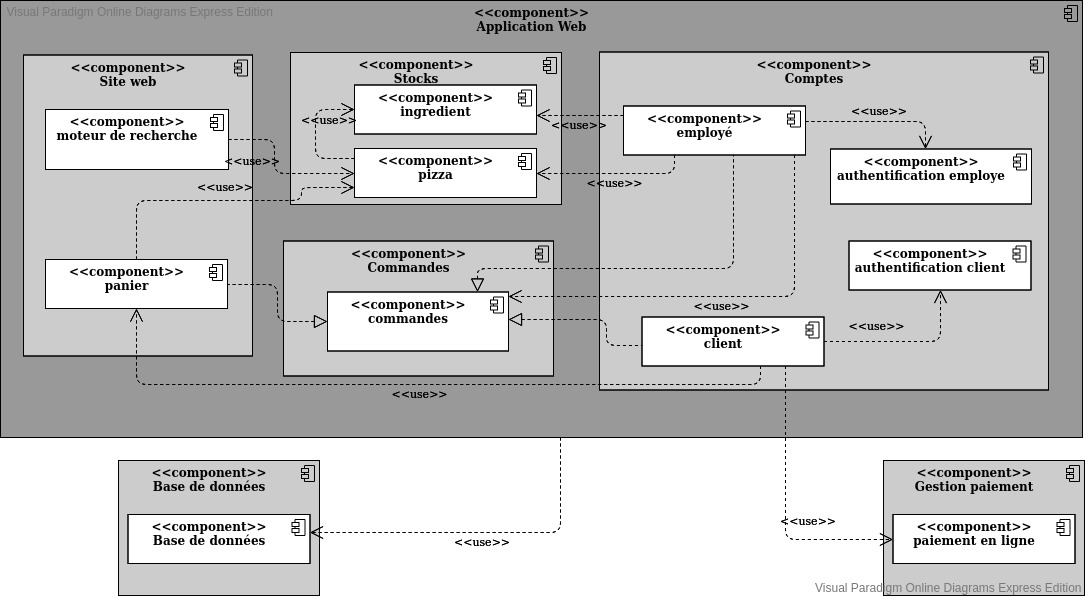 Visual Paradigm Online Diagrams Express Edition
<<component>>
Application Web
<<component>>
Site web
<<component>>
moteur de recherche
<<use>>
<<use>>
<<component>>
panier
<<component>>
Stocks
<<component>>
ingredient
<<use>>
<<component>>
pizza
<<component>>
Commandes
<<component>>
commandes
<<component>>
Comptes
<<component>>
employé
<<use>>
<<use>>
<<use>>
<<component>>
authentification employe
<<component>>
authentification client
<<use>>
<<component>>
client
<<use>>
<<use>>
<<component>>
Base de données
<<component>>
Base de données
<<use>>
<<component>>
Gestion paiement
<<use>>
<<component>>
paiement en ligne
Visual Paradigm Online Diagrams Express Edition